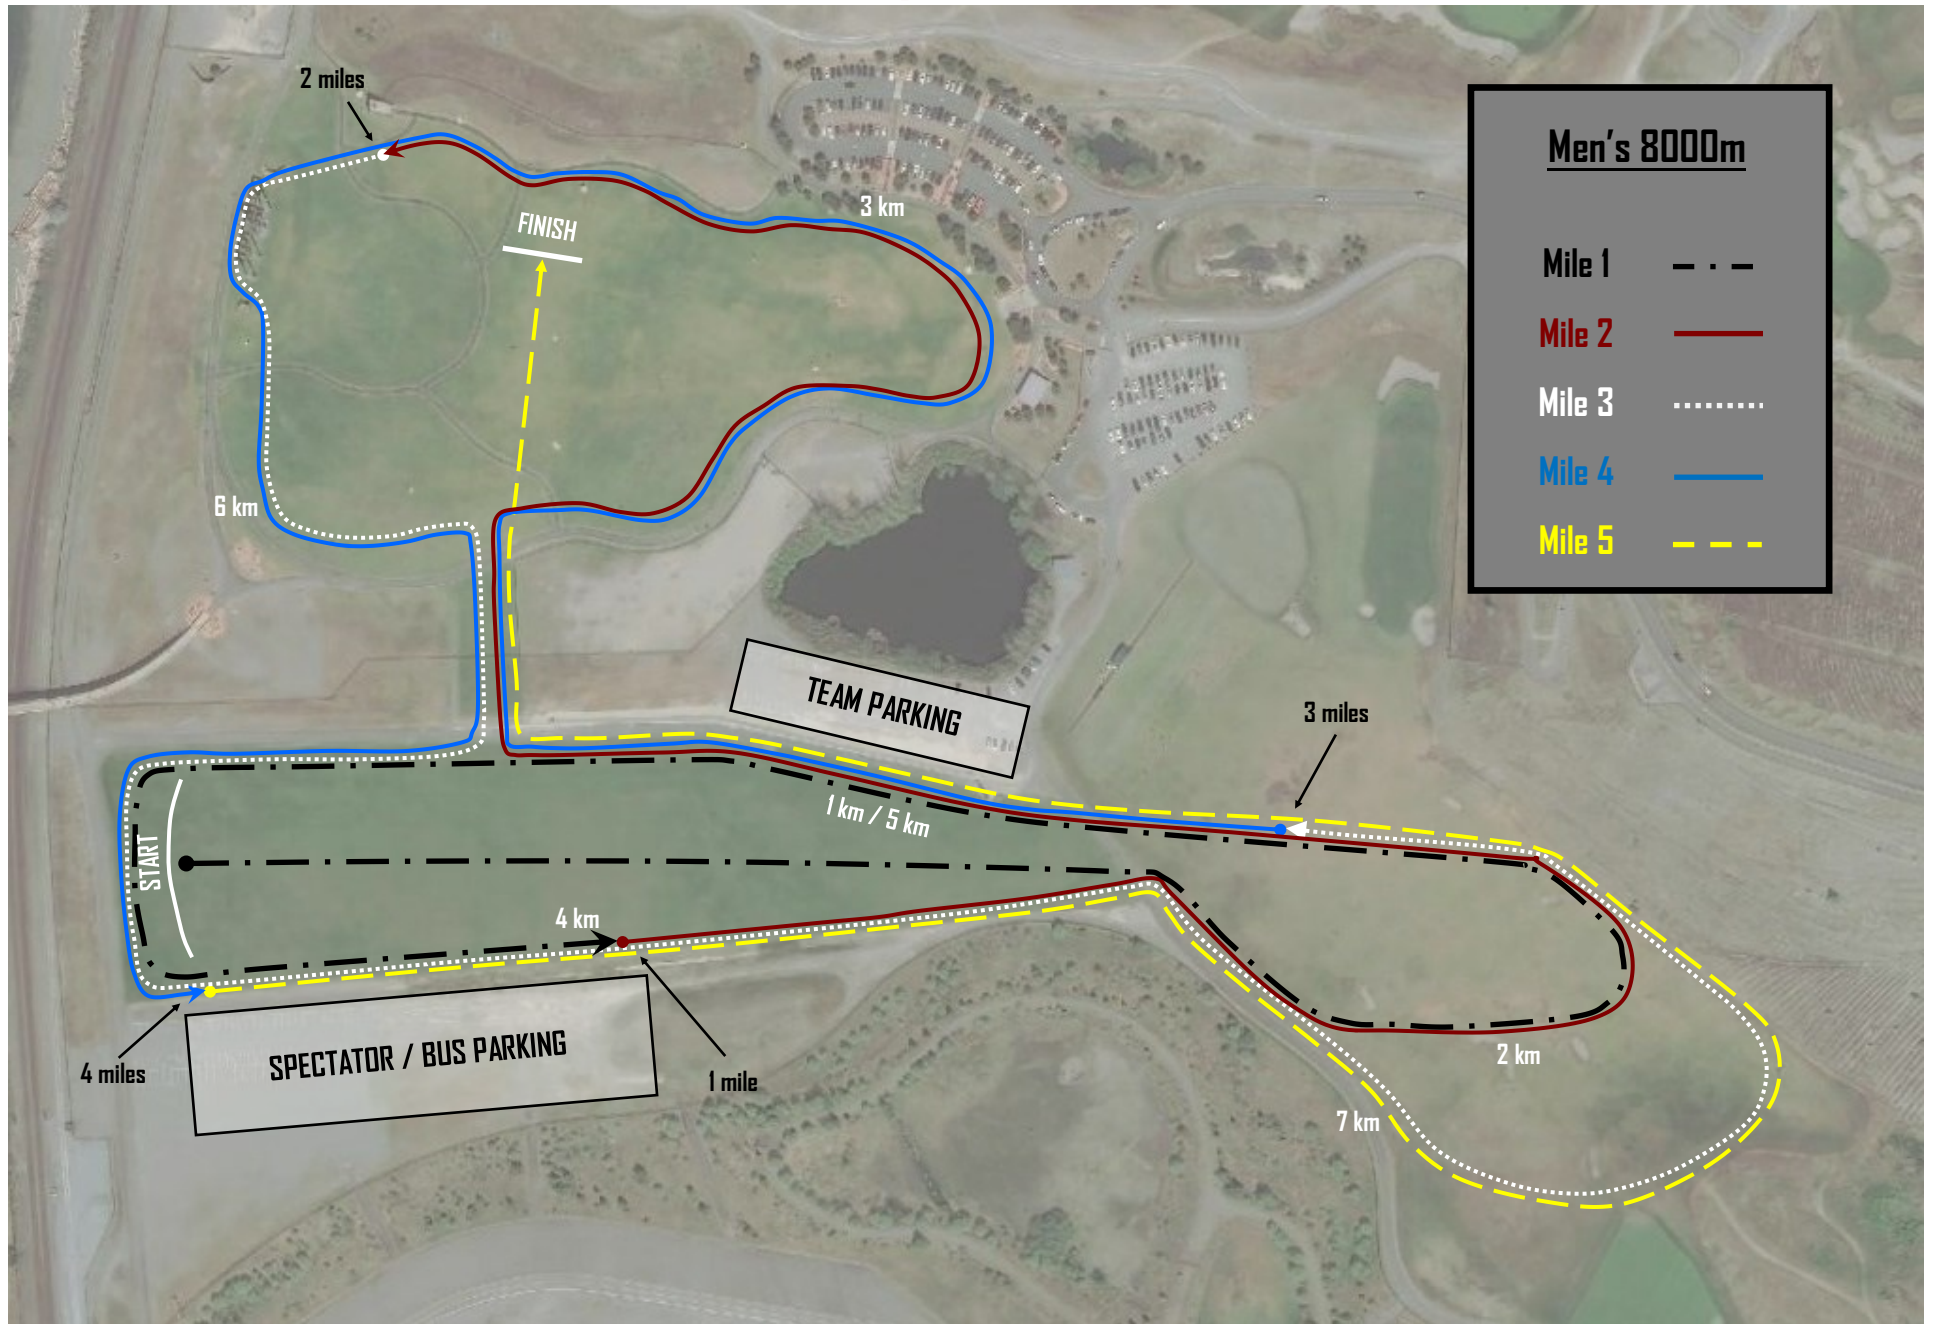 2 miles
Men's 8000m
3 km
FINISH
Mile 1
Mile 2
Mile 3
Mile 4
6 km
Mile 5
TEAM PARKING
3 miles
1 km / 5 km
START
4 km
SPECTATOR / BUS PARKING
2 km
4 miles
1 mile
7 km